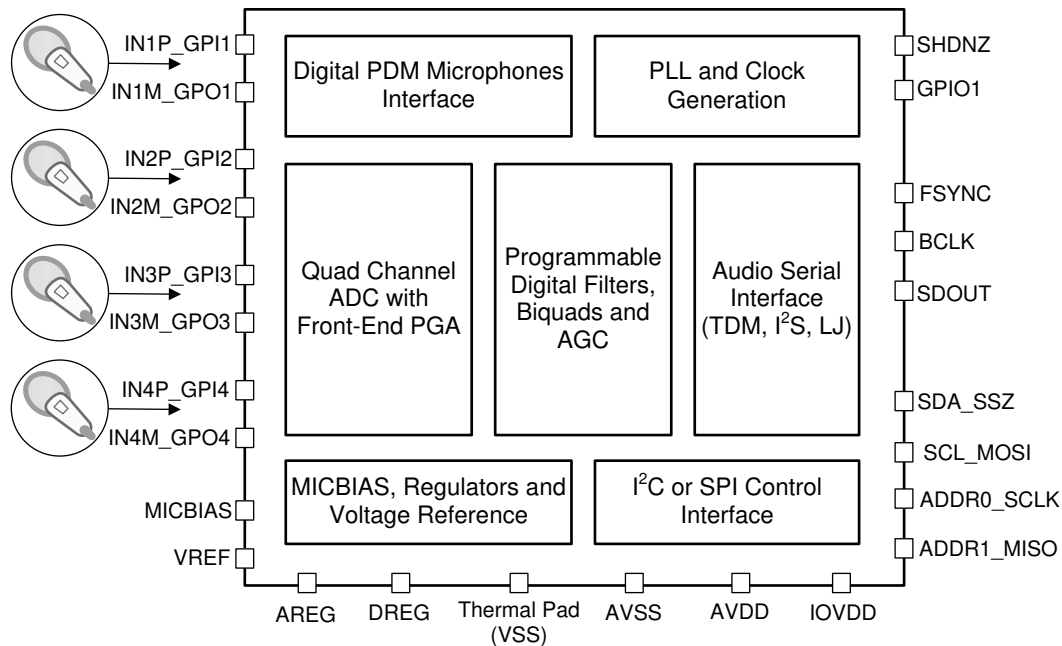 IN1P_GPI1
IN1M_GPO1
IN2P_GPI2
IN2M_GPO2
IN3P_GPI3
IN3M_GPO3
IN4P_GPI4
IN4M_GPO4
MICBIAS
VREF
Digital PDM Microphones
Interface
PLL and Clock
Generation
Quad Channel
ADC with
Front-End PGA
Programmable
Digital Filters,
Biquads and
AGC
Audio Serial
Interface
(TDM, I²S, LJ)
MICBIAS, Regulators and
Voltage Reference
I²C or SPI Control
Interface
SHDNZ
GPIO1
FSYNC
BCLK
SDOUT
SDA_SSZ
SCL_MOSI
ADDR0_SCLK
ADDR1_MISO
AREG
DREG
Thermal Pad
(VSS)
AVSS
AVDD
IOVDD